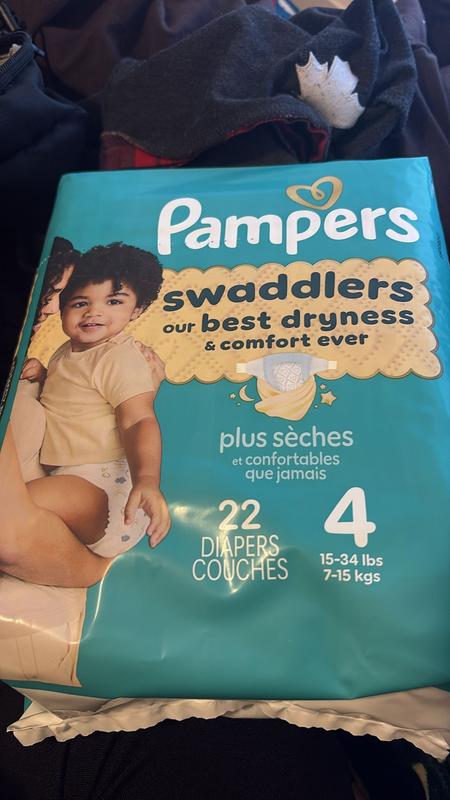 Pampers
swaddlers
our best dryness
& comfort ever
plus sèches
et confortables
que jamais
22
DIAPERS
COUCHES
4
15-34 lbs
7-15 kgs